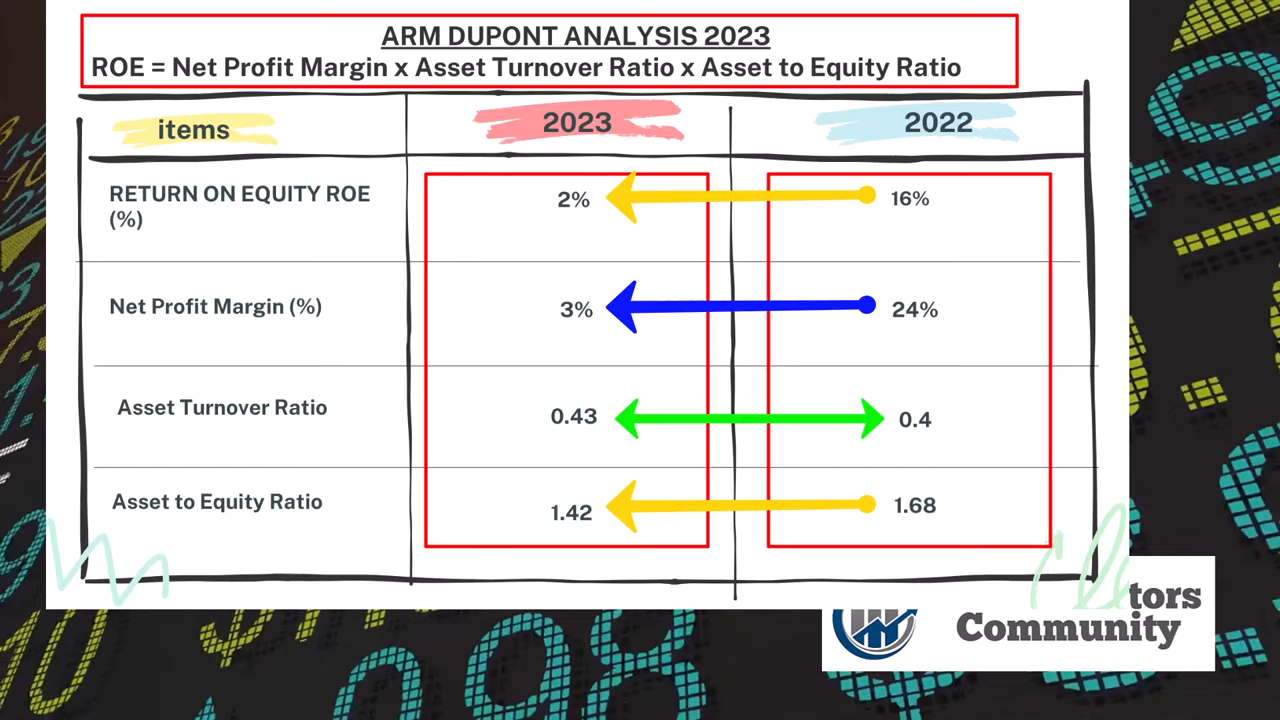 ARM DUPONT ANALYSIS 2023
ROE = Net Profit Margin x Asset Turnover Ratio x Asset to Equity Ratio
items 2023 2022
RETURN ON EQUITY ROE
(%) 2% 16%
Net Profit Margin (%) 3% 24%
Asset Turnover Ratio 0.43 0.4
Asset to Equity Ratio 1.42 1.68
tors
Community